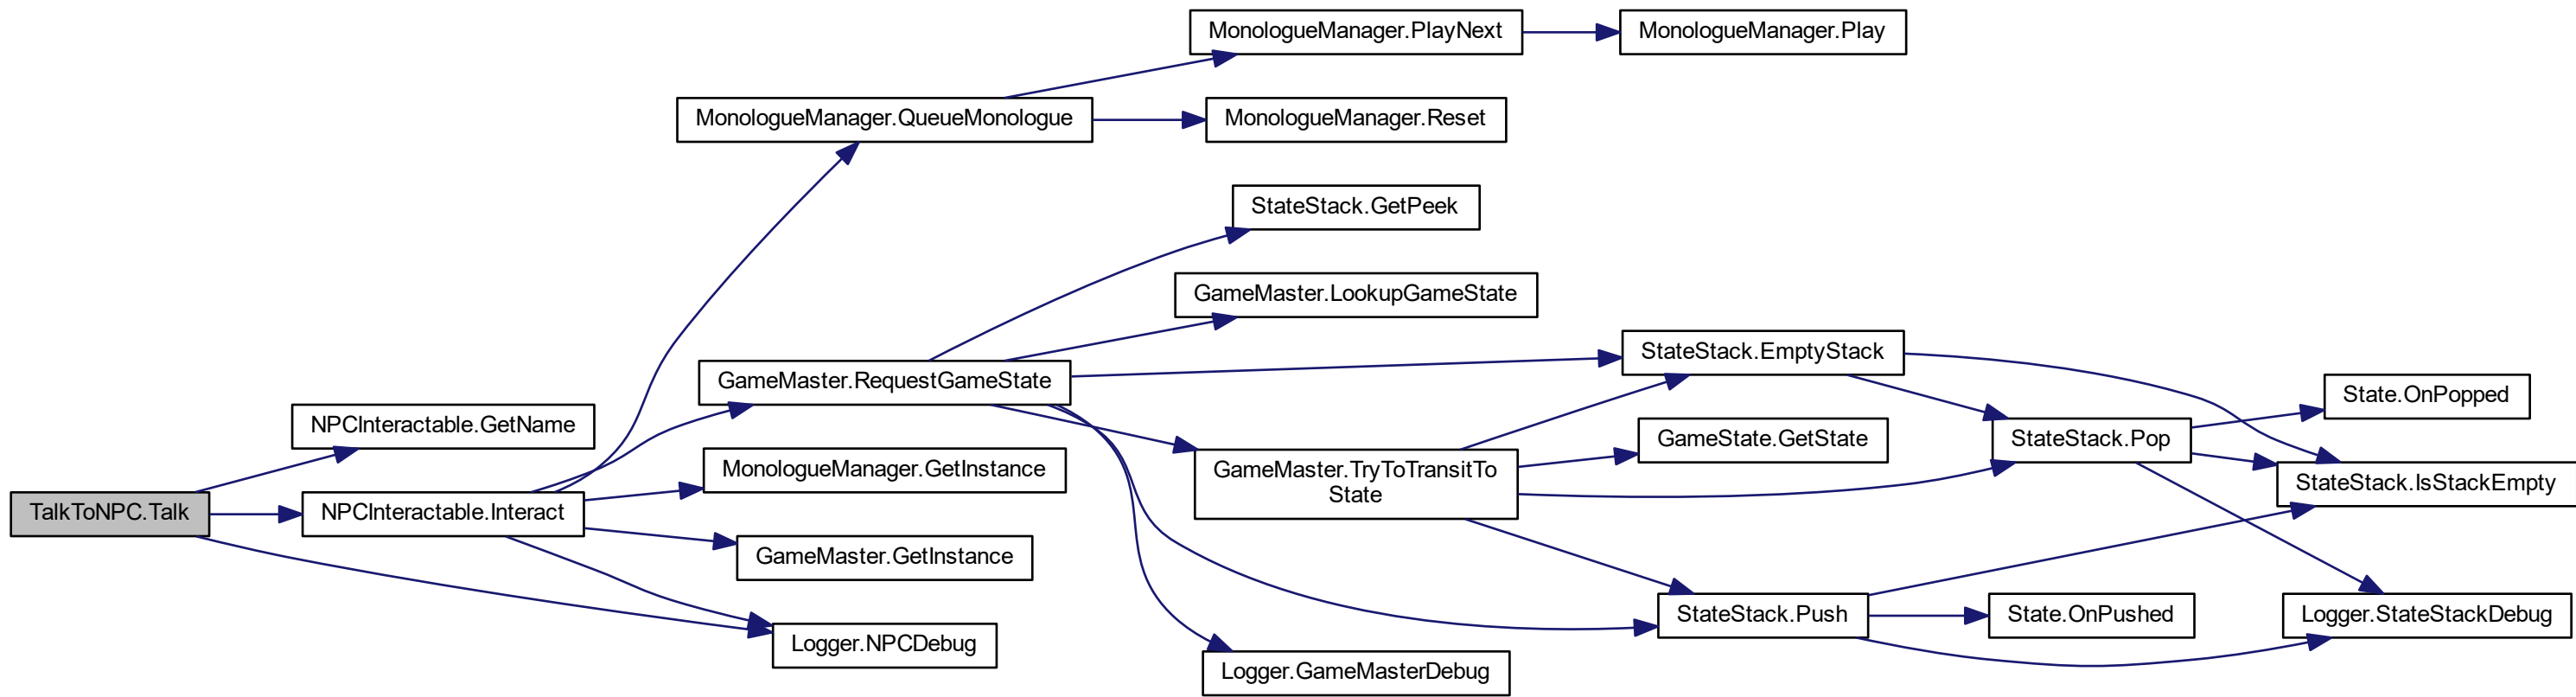 MonologueManager.PlayNext
MonologueManager.Play
MonologueManager.QueueMonologue
MonologueManager.Reset
StateStack.GetPeek
GameMaster.LookupGameState
StateStack.EmptyStack
GameMaster.RequestGameState
State.OnPopped
NPCInteractable.GetName
GameState.GetState
StateStack.Pop
MonologueManager.GetInstance
GameMaster.TryToTransitTo
State
StateStack.IsStackEmpty
TalkToNPC.Talk
NPCInteractable.Interact
GameMaster.GetInstance
StateStack.Push
State.OnPushed
Logger.StateStackDebug
Logger.NPCDebug
Logger.GameMasterDebug